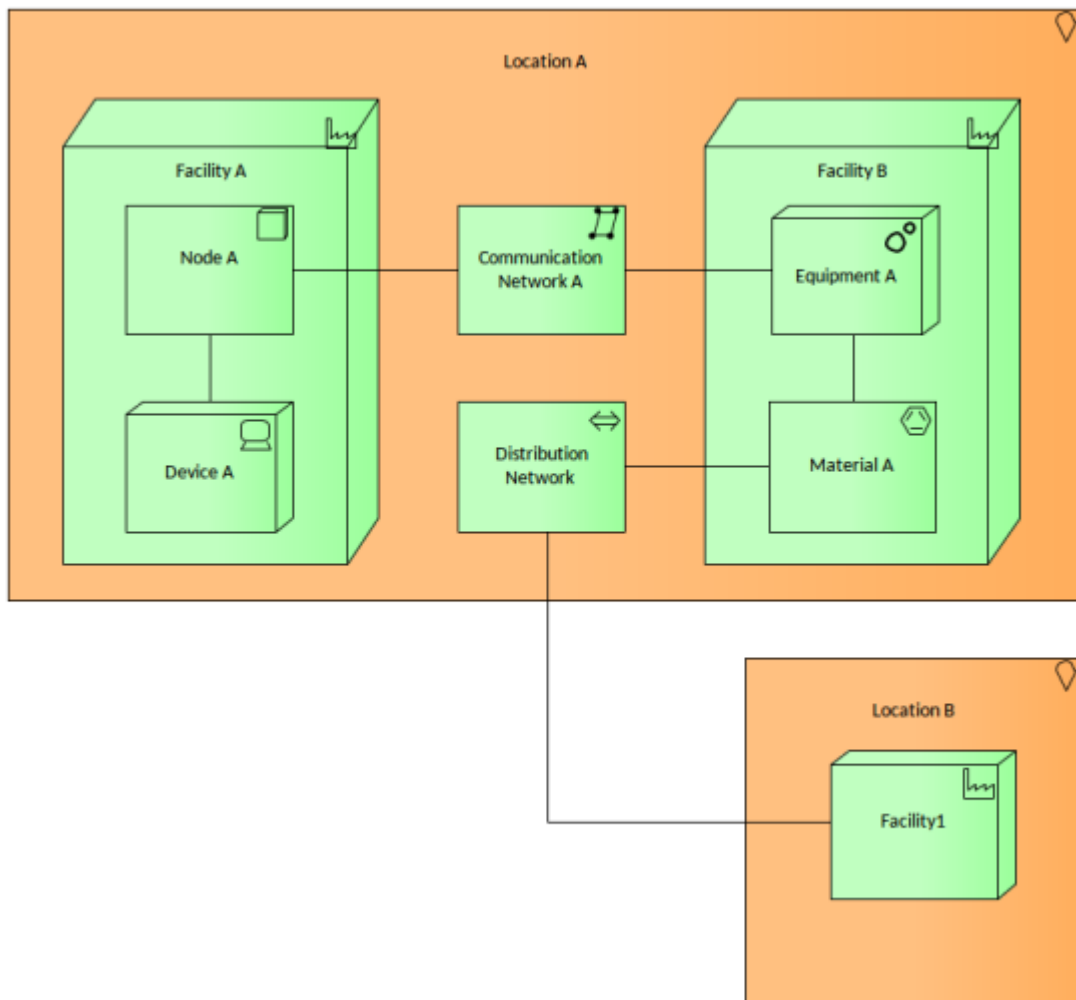 Location A
Facility A
Facility B
Node A
Communication
Network A
Equipment A
Device A
Distribution
Network
Material A
Location B
Facility1